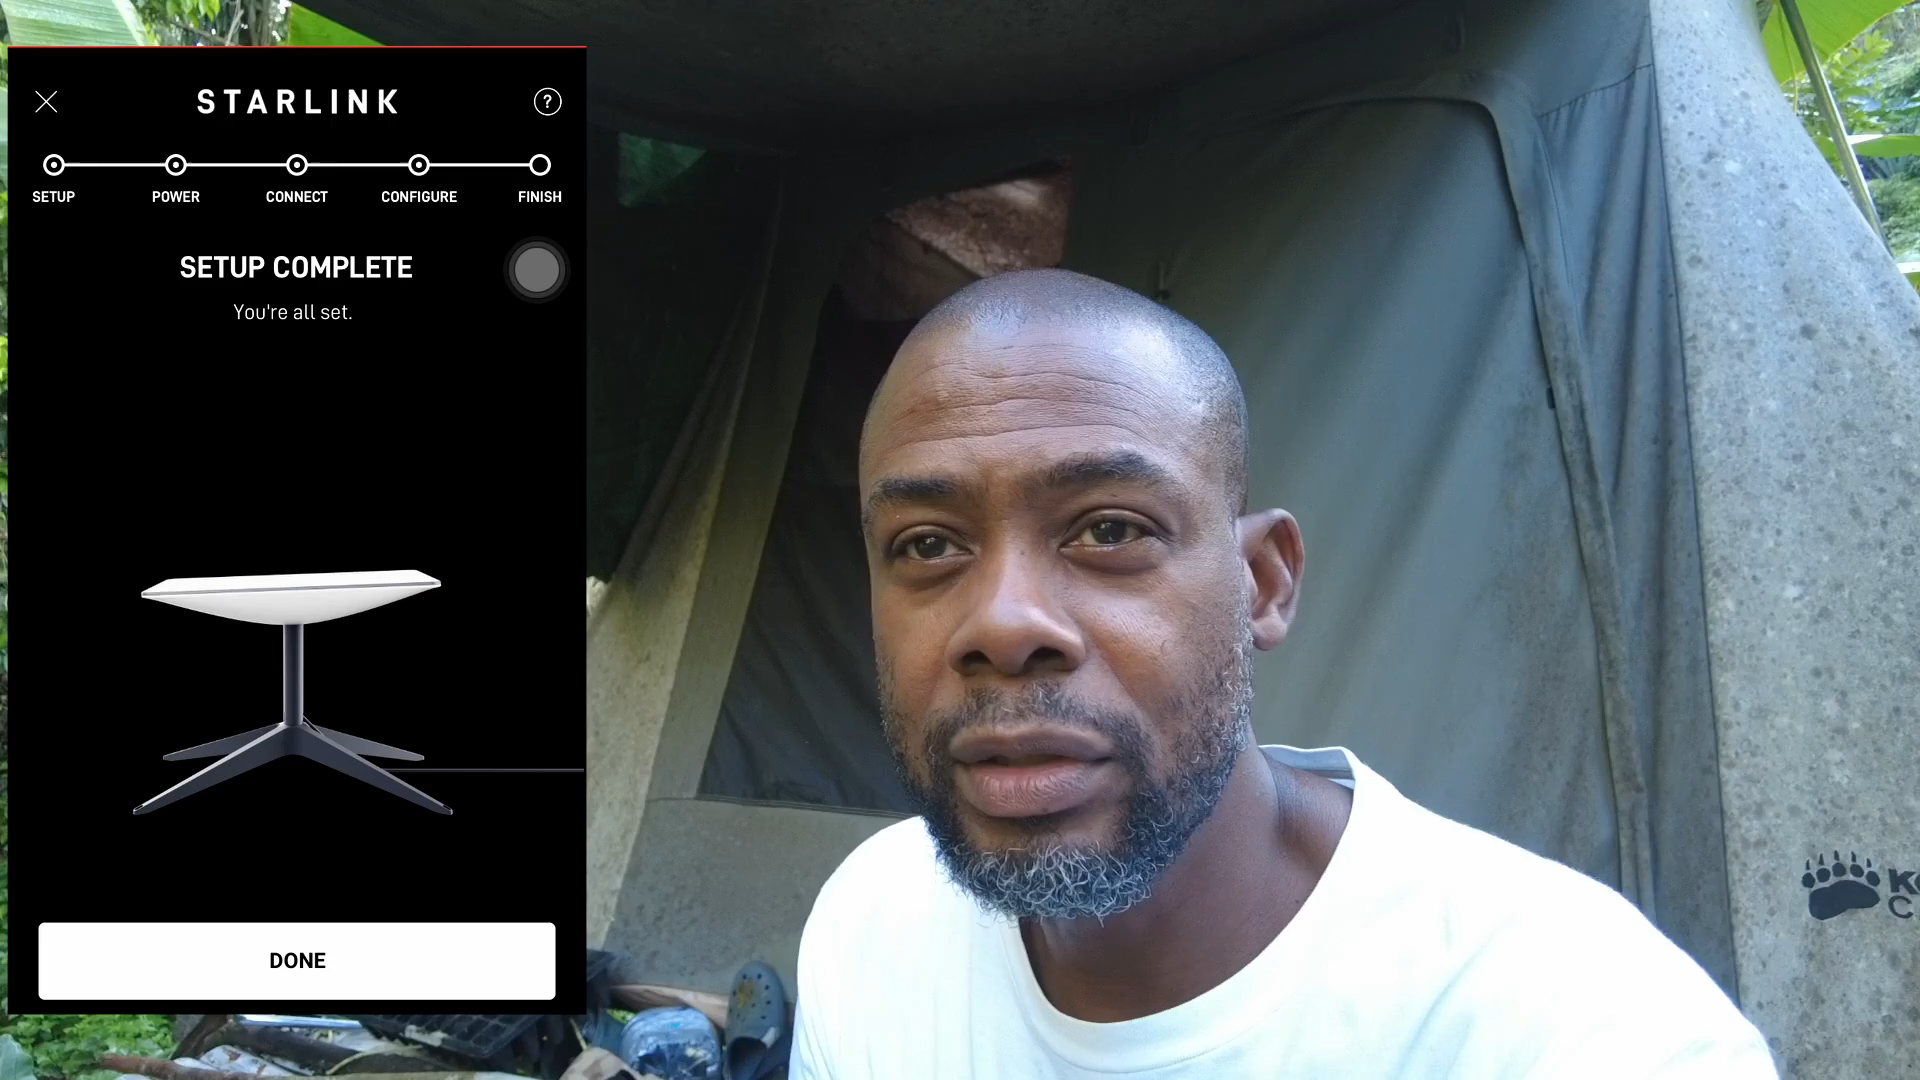 STARLINK
?
SETUP POWER CONNECT CONFIGURE FINISH
SETUP COMPLETE
You're all set.
DONE